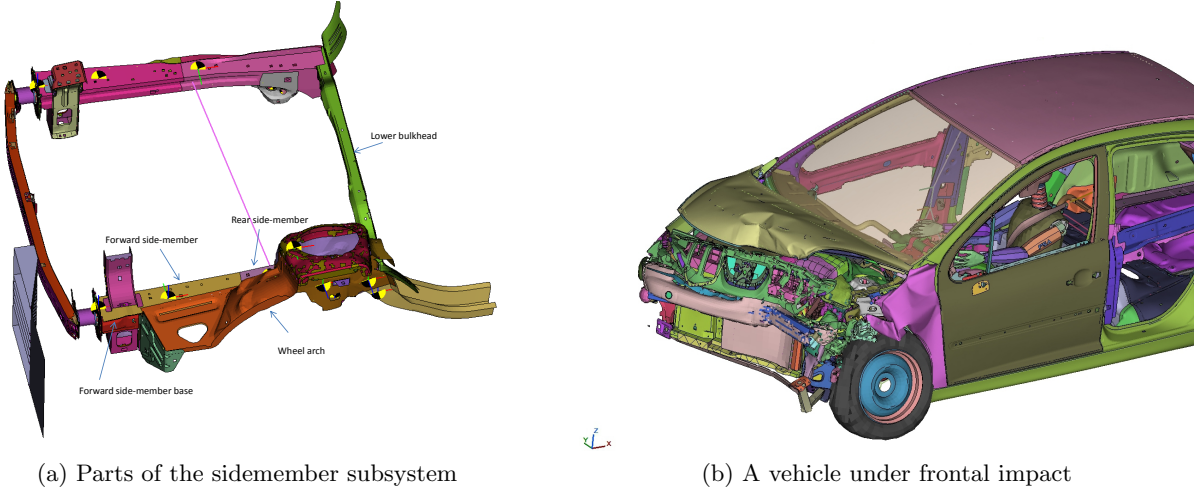 Lower bulkhead
Rear side-member
Forward side-member
Wheel arch
Forward side-member base
Z
Y
X
(a) Parts of the sidemember subsystem
(b) A vehicle under frontal impact